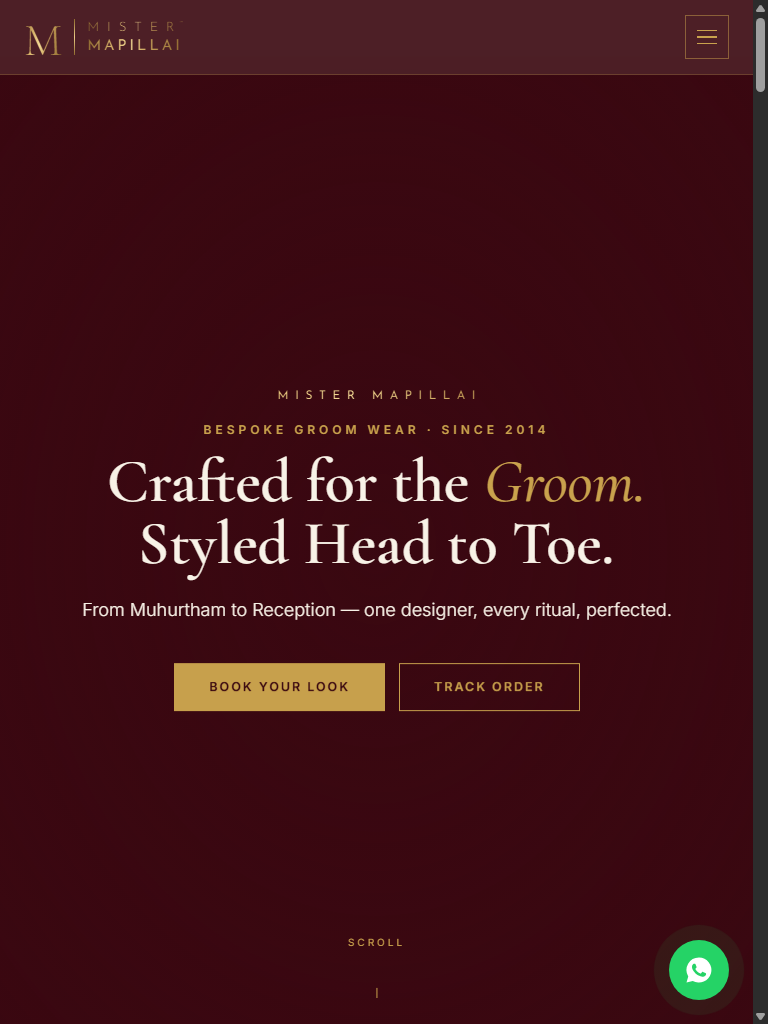 M
MISTER
MAPILLAI
MISTER MAPILLAI
BESPOKE GROOM WEAR · SINCE 2014
Crafted for the Groom.
Styled Head to Toe.
From Muhurtham to Reception — one designer, every ritual, perfected.
BOOK YOUR LOOK
TRACK ORDER
SCROLL